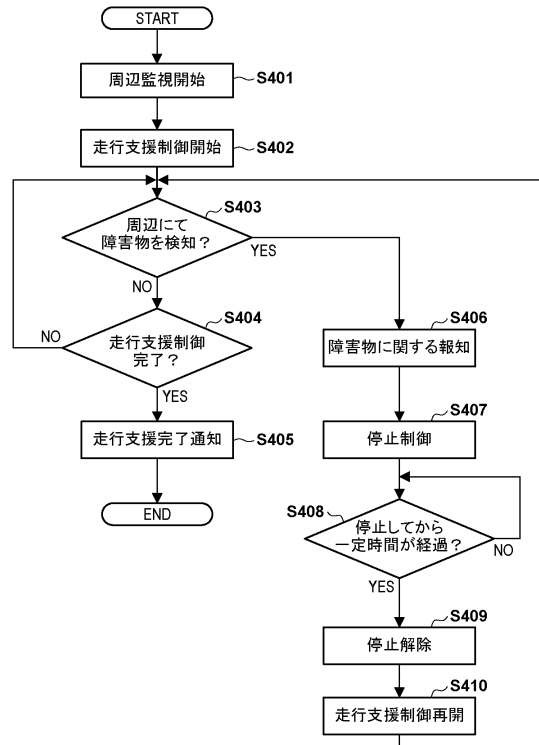 START
周辺監視開始
S401
走行支援制御開始
S402
周辺にて
障害物を検知？
S403
YES
NO
走行支援制御
完了？
S404
NO
YES
走行支援完了通知
S405
END
障害物に関する報知
S406
停止制御
S407
停止してから
一定時間が経過？
S408
NO
YES
停止解除
S409
走行支援制御再開
S410